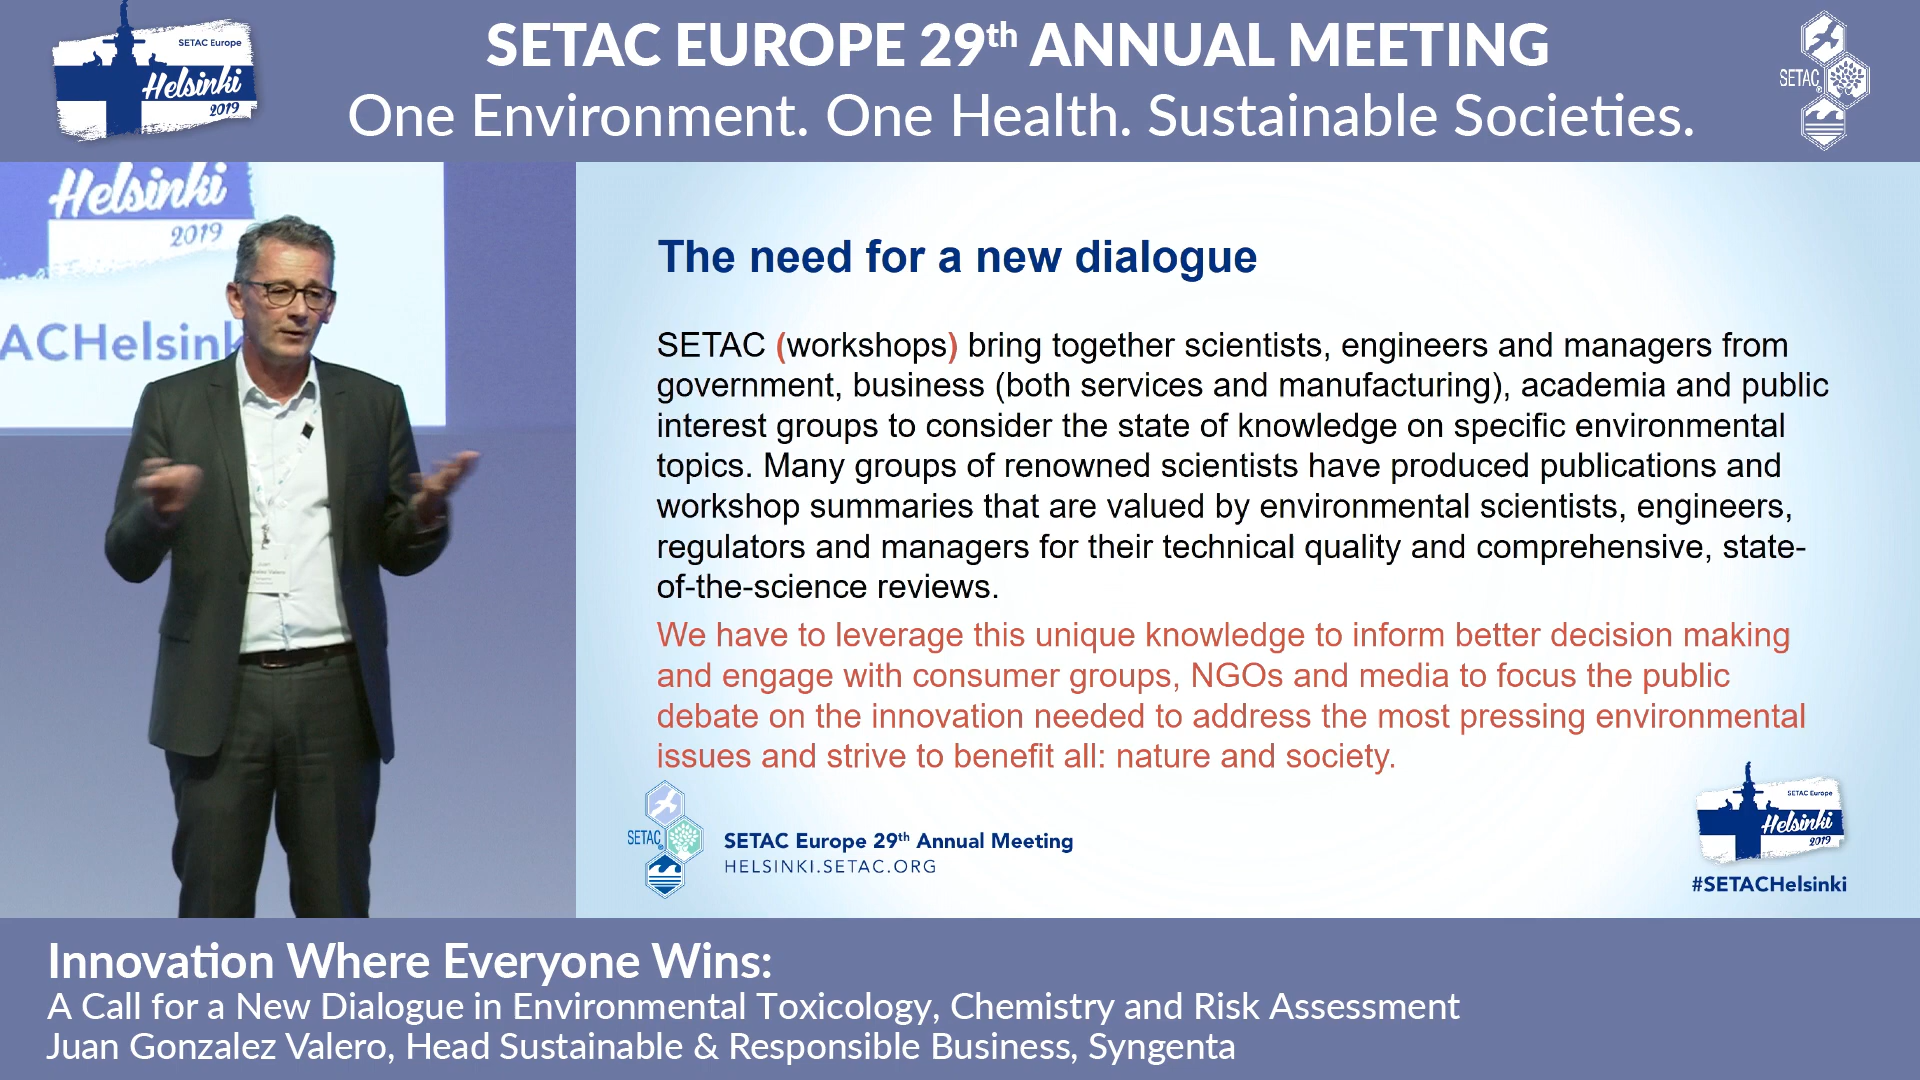 SETAC Europe
Helsinki
2019
SETAC EUROPE 29th ANNUAL MEETING
One Environment. One Health. Sustainable Societies.
SETAC
Helsinki
2019
ACHelsink
The need for a new dialogue
SETAC (workshops) bring together scientists, engineers and managers from
government, business (both services and manufacturing), academia and public
interest groups to consider the state of knowledge on specific environmental
topics. Many groups of renowned scientists have produced publications and
workshop summaries that are valued by environmental scientists, engineers,
regulators and managers for their technical quality and comprehensive, state-
of-the-science reviews.
We have to leverage this unique knowledge to inform better decision making
and engage with consumer groups, NGOs and media to focus the public
debate on the innovation needed to address the most pressing environmental
issues and strive to benefit all: nature and society.
SETAC
SETAC Europe 29th Annual Meeting
HELSINKI.SETAC.ORG
SETAC Europe
Helsinki
2019
#SETACHelsinki
Innovation Where Everyone Wins:
A Call for a New Dialogue in Environmental Toxicology, Chemistry and Risk Assessment
Juan Gonzalez Valero, Head Sustainable & Responsible Business, Syngenta